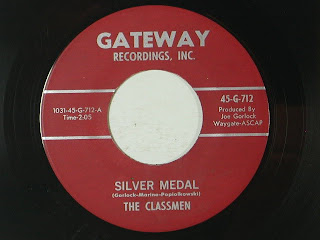 GATEWAY
RECORDINGS, INC.
1031-45-G-712-A
Time-2:05
45-G-712
Produced By
Joe Gorlock
Waygate-ASCAP
SILVER MEDAL
(Gorlock-Marino-Popiolkowski)
THE CLASSMEN